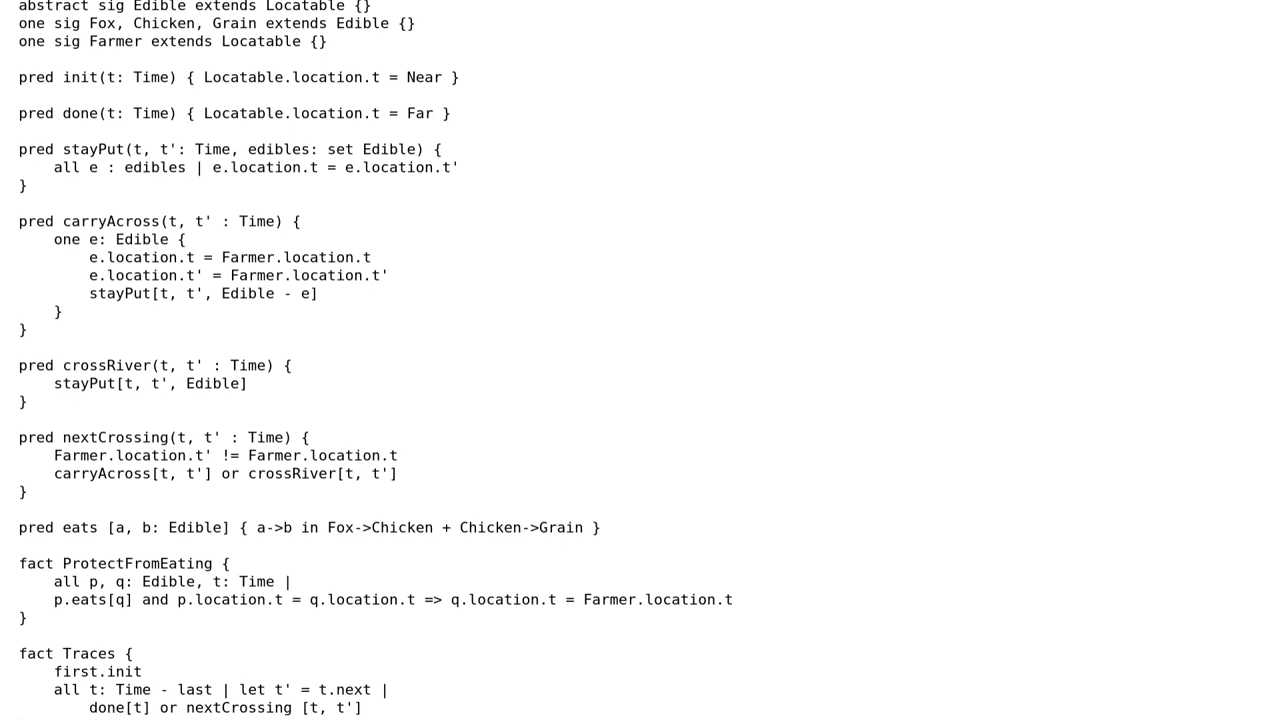 abstract sig Edible extends Locatable {}
one sig Fox, Chicken, Grain extends Edible {}
one sig Farmer extends Locatable {}
pred init(t: Time) { Locatable.location.t = Near }
pred done(t: Time) { Locatable.location.t = Far }
pred stayPut(t, t': Time, edibles: set Edible) {
    all e : edibles | e.location.t = e.location.t'
}
pred carryAcross(t, t' : Time) {
    one e: Edible {
        e.location.t = Farmer.location.t
        e.location.t' = Farmer.location.t'
        stayPut[t, t', Edible - e]
    }
}
pred crossRiver(t, t' : Time) {
    stayPut[t, t', Edible]
}
pred nextCrossing(t, t' : Time) {
    Farmer.location.t' != Farmer.location.t
    carryAcross[t, t'] or crossRiver[t, t']
}
pred eats [a, b: Edible] { a->b in Fox->Chicken + Chicken->Grain }
fact ProtectFromEating {
    all p, q: Edible, t: Time |
    p.eats[q] and p.location.t = q.location.t => q.location.t = Farmer.location.t
}
fact Traces {
    first.init
    all t: Time - last | let t' = t.next |
        done[t] or nextCrossing [t, t']